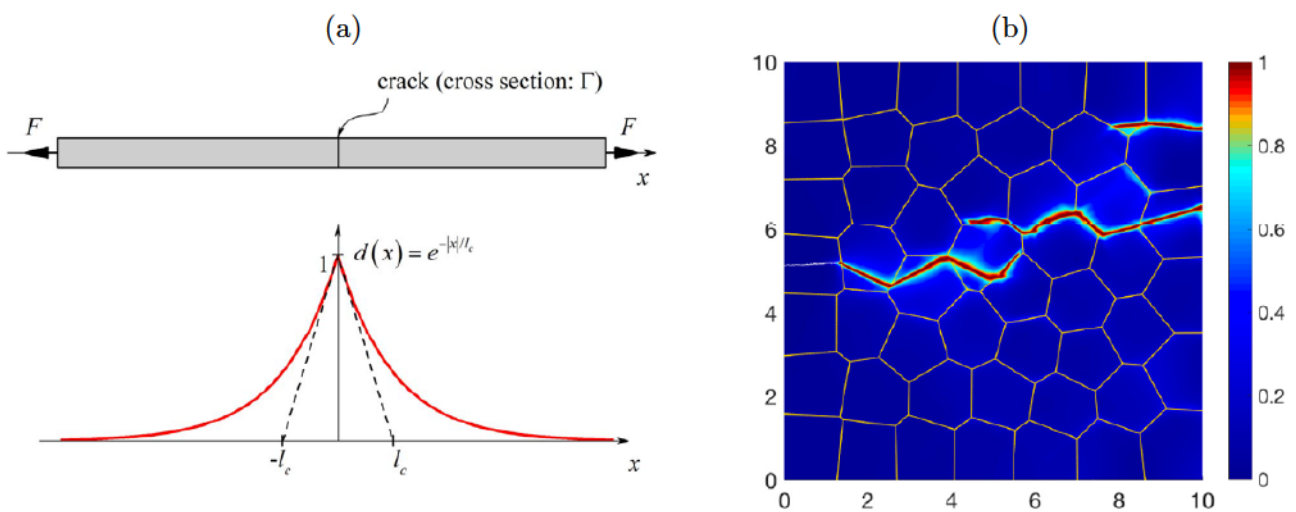 (a)
crack (cross section: Γ)
F
F
x
1
d(x) = e^{-|x|/l_c}
-l_c
l_c
x
(b)
10
8
6
4
2
0
0
2
4
6
8
10
1
0.8
0.6
0.4
0.2
0